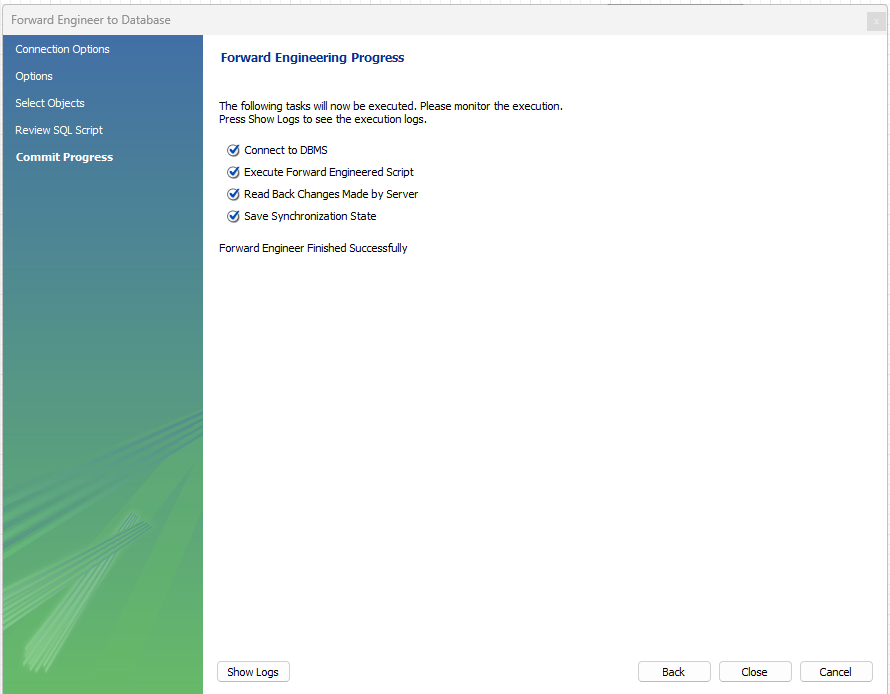 Forward Engineer to Database
Connection Options
Options
Select Objects
Review SQL Script
Commit Progress
Forward Engineering Progress
The following tasks will now be executed. Please monitor the execution.
Press Show Logs to see the execution logs.
Connect to DBMS
Execute Forward Engineered Script
Read Back Changes Made by Server
Save Synchronization State
Forward Engineer Finished Successfully
Show Logs
Back
Close
Cancel